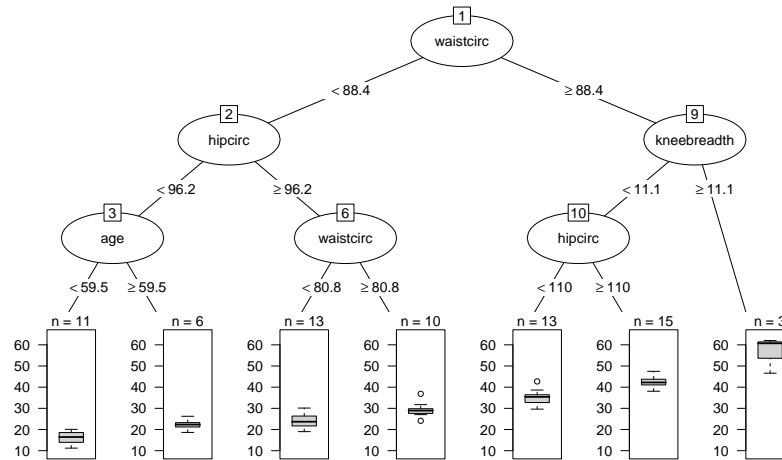 1
waistcirc
< 88.4 ≥ 88.4
2 9
hipcirc kneebreadth
< 96.2 ≥ 96.2 < 11.1 ≥ 11.1
3 6 10
age waistcirc hipcirc
< 59.5 ≥ 59.5 < 80.8 ≥ 80.8 < 110 ≥ 110
n = 11 n = 6 n = 13 n = 10 n = 13 n = 15 n = 3
60 60 60 60 60 60 60
50 50 50 50 50 50 50
40 40 40 40 40 40 40
30 30 30 30 30 30 30
20 20 20 20 20 20 20
10 10 10 10 10 10 10